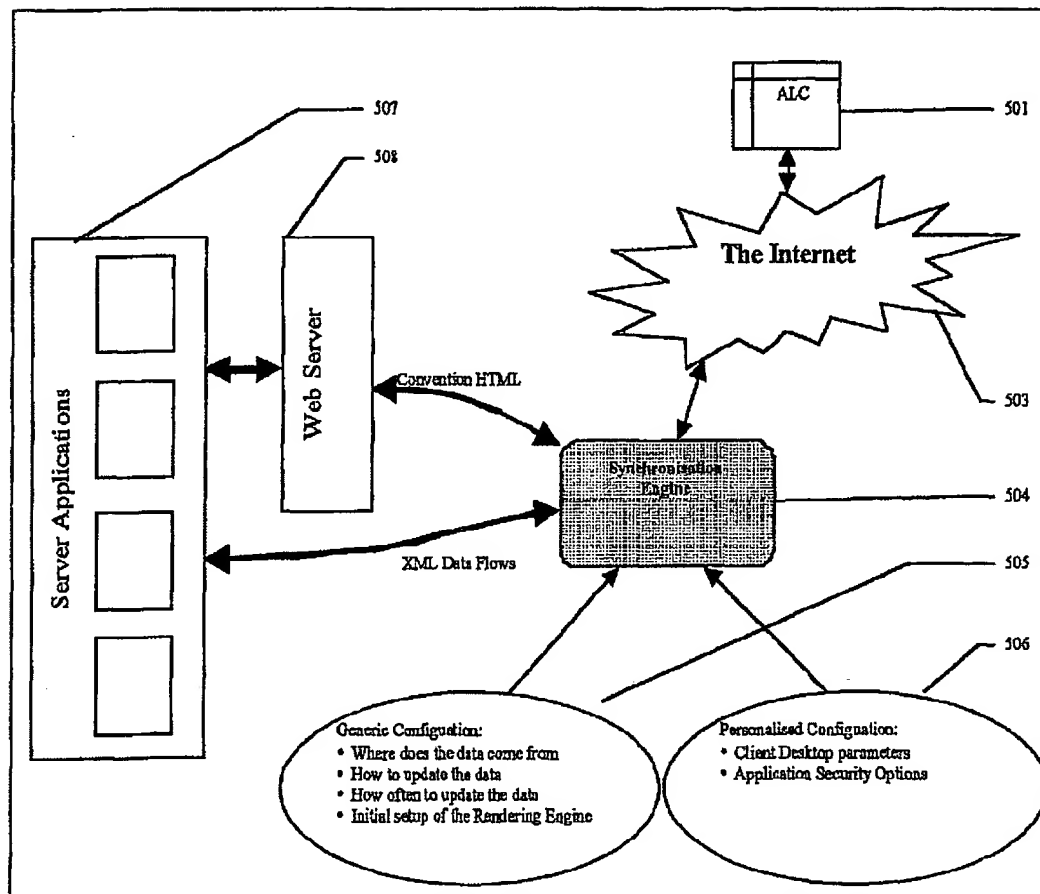 507
508
ALC
501
The Internet
Server Applications
Web Server
Convention HTML
503
Synchronisation
Engine
504
XML Data Flows
505
506
Generic Configuation:
• Where does the data come from
• How to update the data
• How often to update the data
• Initial setup of the Rendering Engine
Personalised Configuation:
• Client Desktop parameters
• Application Security Options